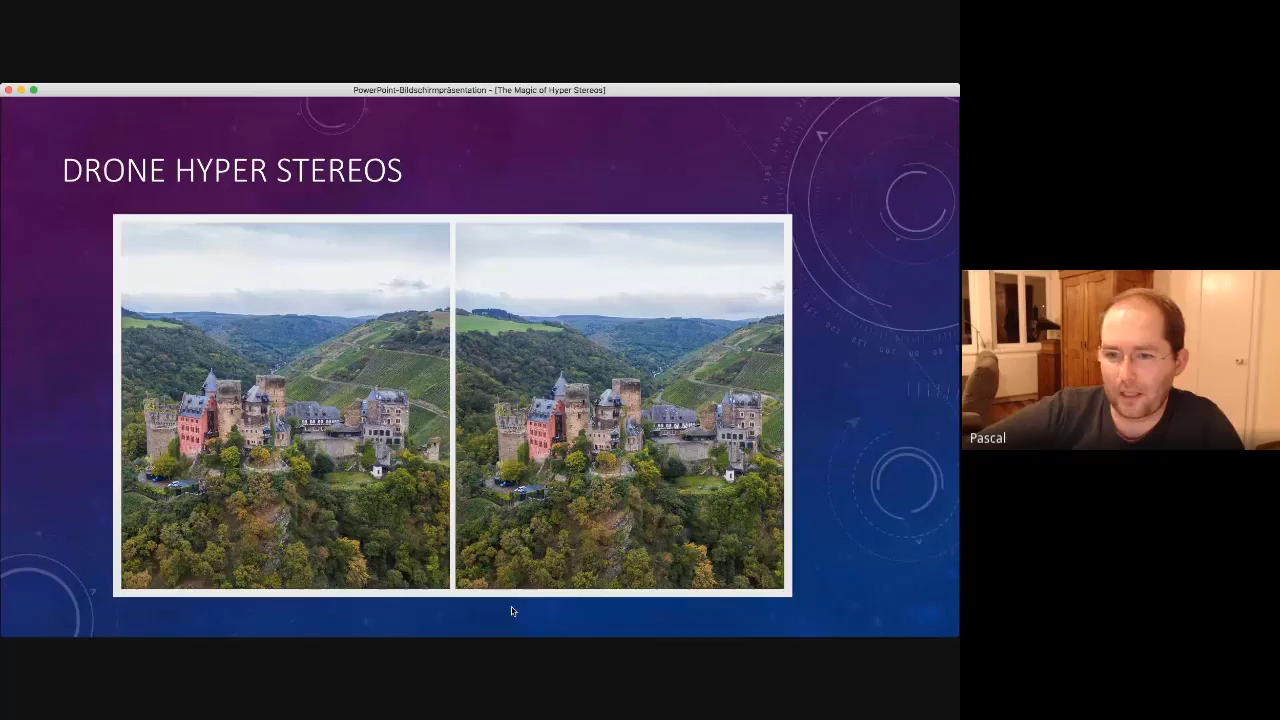 PowerPoint-Bildschirmpräsentation - [The Magic of Hyper Stereos]
DRONE HYPER STEREOS
Pascal